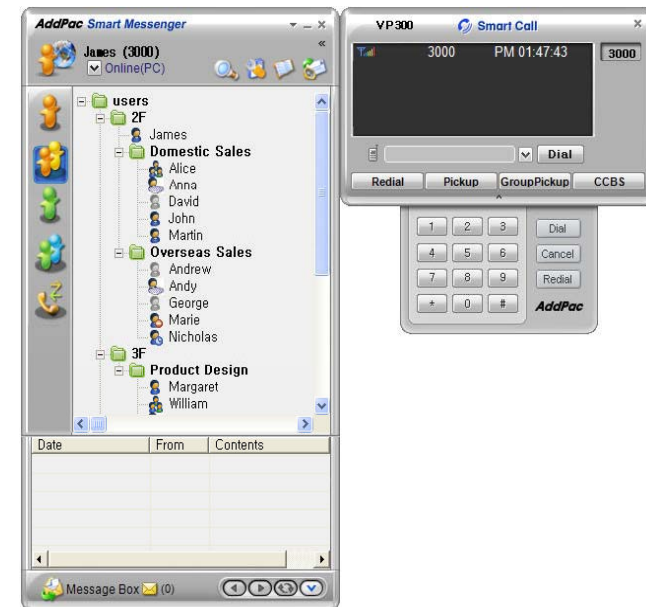 AddPac Smart Messenger
James (3000)
Online(PC)
users
2F
James
Domestic Sales
Alice
Anna
David
John
Martin
Overseas Sales
Andrew
Andy
George
Marie
Nicholas
3F
Product Design
Margaret
William
Date From Contents
Message Box (0)
VP300 Smart Call
3000 PM 01:47:43 3000
Dial
Redial Pickup GroupPickup CCBS
1 2 3 Dial
4 5 6 Cancel
7 8 9 Redial
* 0 # AddPac